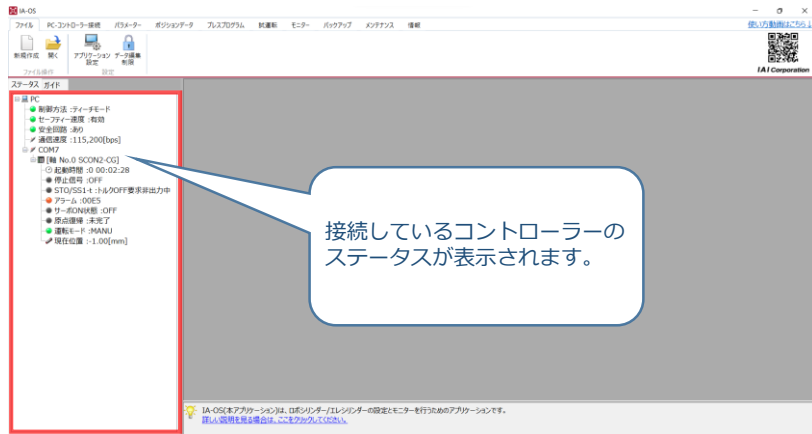 IA-OS
ファイル PC-コントローラー接続 パラメーター ポジションデータ プレスプログラム 試運転 モニター バックアップ メンテナンス 情報
使い方動画はこちら↓
新規作成 開く アプリケーション設定 データ編集制限
ファイル操作 設定
IAI Corporation
ステータス ガイド
PC
制御方法 :ティーチモード
セーフティー速度 :有効
安全回路 :あり
通信速度 :115,200[bps]
COM7
[軸 No.0 SCON2-CG]
起動時間 :0 00:02:28
停止信号 :OFF
STO/SS1-t :トルクOFF要求非出力中
アラーム :00E5
サーボON状態 :OFF
原点復帰 :未完了
運転モード :MANU
現在位置 :-1.00[mm]
接続しているコントローラーの
ステータスが表示されます。
IA-OS(本アプリケーション)は、ロボシリンダー/エレシリンダーの設定とモニターを行うためのアプリケーションです。
詳しい説明を見る場合は、ここをクリックしてください。